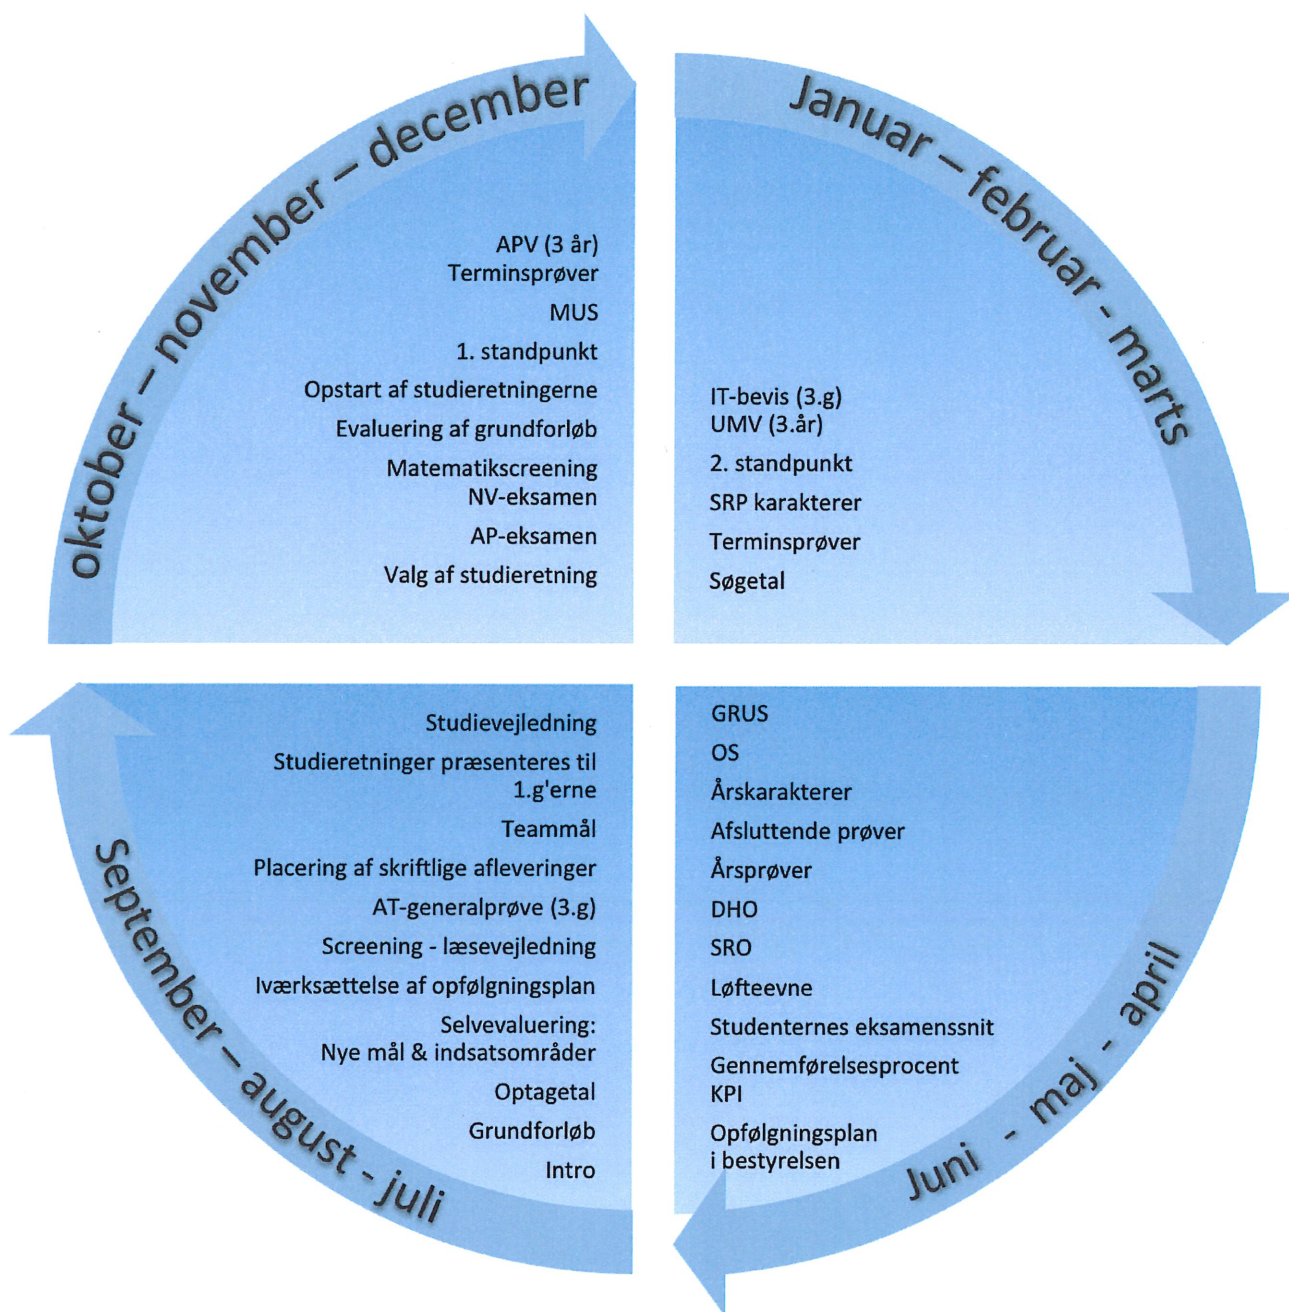 oktober – november – december
APV (3 år)
Terminsprøver
MUS
1. standpunkt
Opstart af studieretningerne
Evaluering af grundforløb
Matematikscreening
NV-eksamen
AP-eksamen
Valg af studieretning
Januar – februar - marts
IT-bevis (3.g)
UMV (3.år)
2. standpunkt
SRP karakterer
Terminsprøver
Søgetal
September – august - juli
Studievejledning
Studieretninger præsenteres til
1.g'erne
Teammål
Placering af skriftlige afleveringer
AT-generalprøve (3.g)
Screening - læsevejledning
Iværksættelse af opfølgningsplan
Selvevaluering:
Nye mål & indsatsområder
Optagetal
Grundforløb
Intro
Juni - maj - april
GRUS
OS
Årskarakterer
Afsluttende prøver
Årsprøver
DHO
SRO
Løfteevne
Studenternes eksamenssnit
Gennemførelsesprocent
KPI
Opfølgningsplan
i bestyrelsen